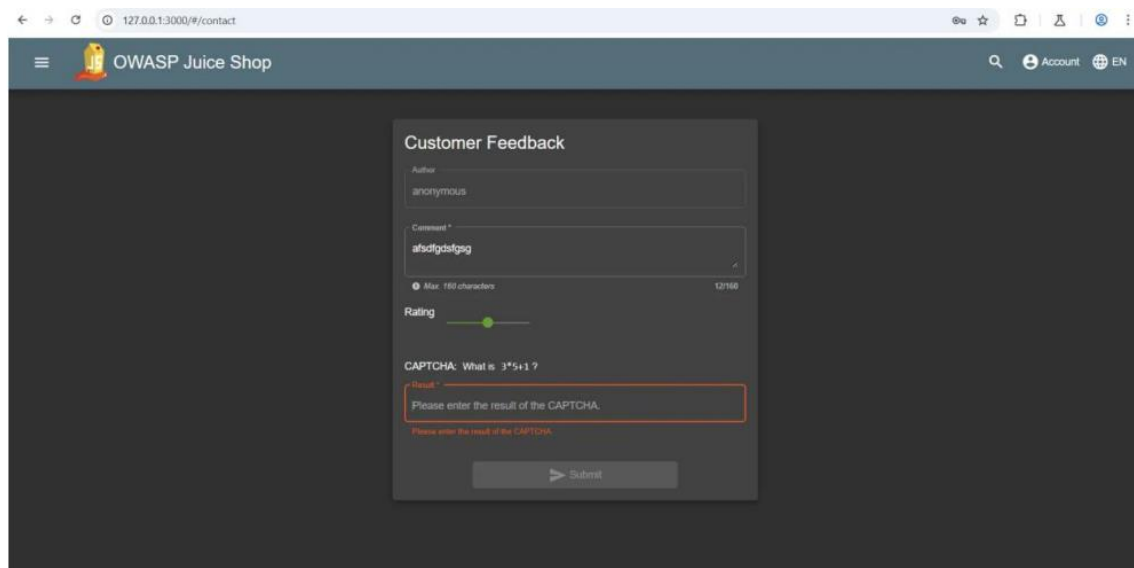 127.0.0.1:3000/#/contact
OWASP Juice Shop
Account EN
Customer Feedback
Author
anonymous
Comment *
afsdfgdsfgsg
Max. 160 characters 12/160
Rating
CAPTCHA: What is 3*5+1 ?
Result *
Please enter the result of the CAPTCHA.
Please enter the result of the CAPTCHA.
Submit